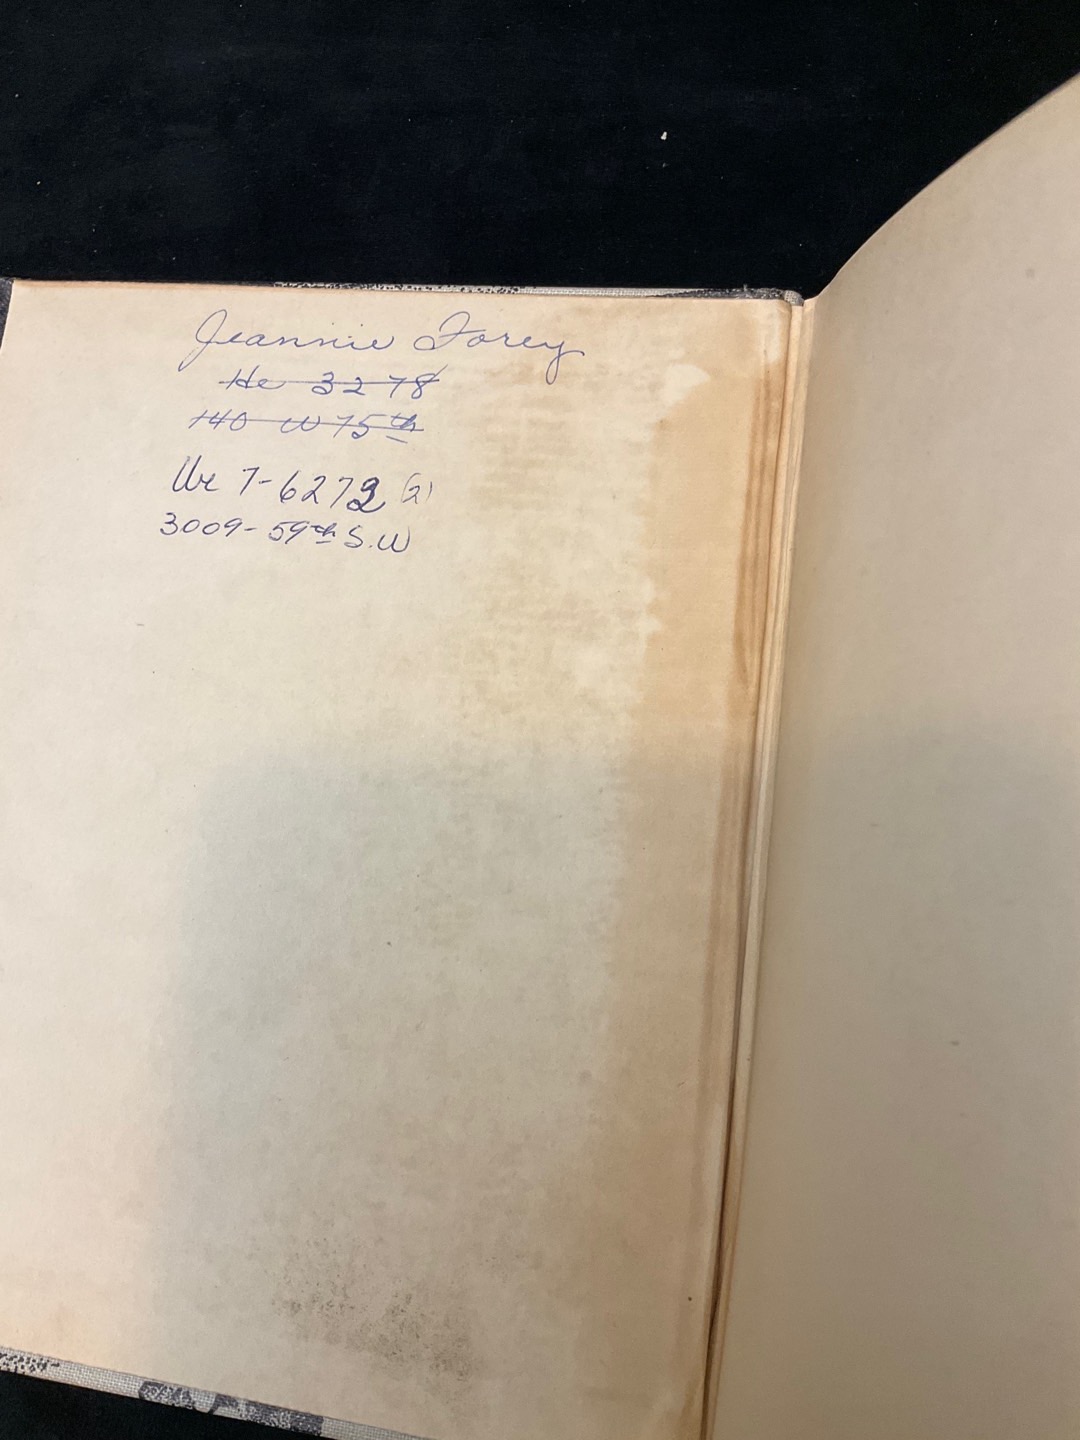 Jeannie Forey
He 3278
140 W 75th
We 7-6272 (2)
3009-59th S.W